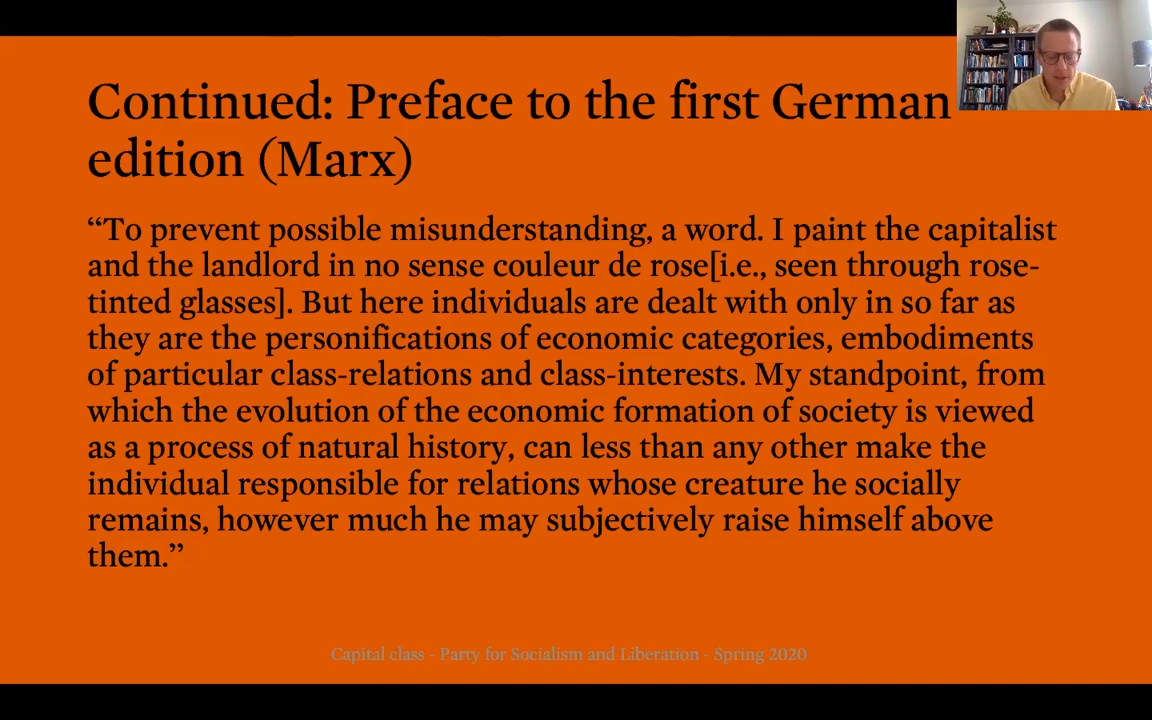 Continued: Preface to the first German
edition (Marx)
“To prevent possible misunderstanding, a word. I paint the capitalist
and the landlord in no sense couleur de rose[i.e., seen through rose-
tinted glasses]. But here individuals are dealt with only in so far as
they are the personifications of economic categories, embodiments
of particular class-relations and class-interests. My standpoint, from
which the evolution of the economic formation of society is viewed
as a process of natural history, can less than any other make the
individual responsible for relations whose creature he socially
remains, however much he may subjectively raise himself above
them.”
Capital class - Party for Socialism and Liberation - Spring 2020